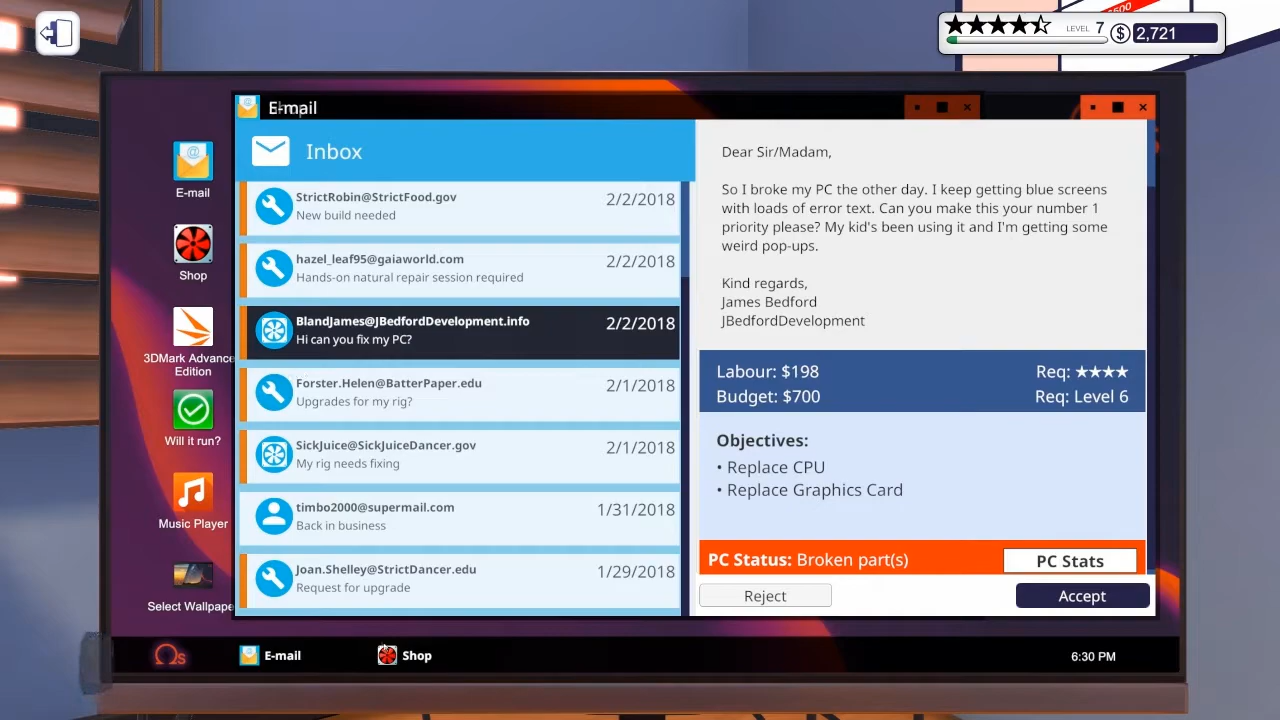 $500
LEVEL 7
$ 2,721
E-mail
E-mail
Shop
3DMark Advance
Edition
Will it run?
Music Player
Select Wallpape
Inbox
StrictRobin@StrictFood.gov
2/2/2018
New build needed
hazel_leaf95@gaiaworld.com
2/2/2018
Hands-on natural repair session required
BlandJames@JBedfordDevelopment.info
2/2/2018
Hi can you fix my PC?
Forster.Helen@BatterPaper.edu
2/1/2018
Upgrades for my rig?
SickJuice@SickJuiceDancer.gov
2/1/2018
My rig needs fixing
timbo2000@supermail.com
1/31/2018
Back in business
Joan.Shelley@StrictDancer.edu
1/29/2018
Request for upgrade
Dear Sir/Madam,
So I broke my PC the other day. I keep getting blue screens
with loads of error text. Can you make this your number 1
priority please? My kid's been using it and I'm getting some
weird pop-ups.
Kind regards,
James Bedford
JBedfordDevelopment
Labour: $198
Req: ★★★★
Budget: $700
Req: Level 6
Objectives:
• Replace CPU
• Replace Graphics Card
PC Status: Broken part(s)
PC Stats
Reject
Accept
Ωs
E-mail
Shop
6:30 PM